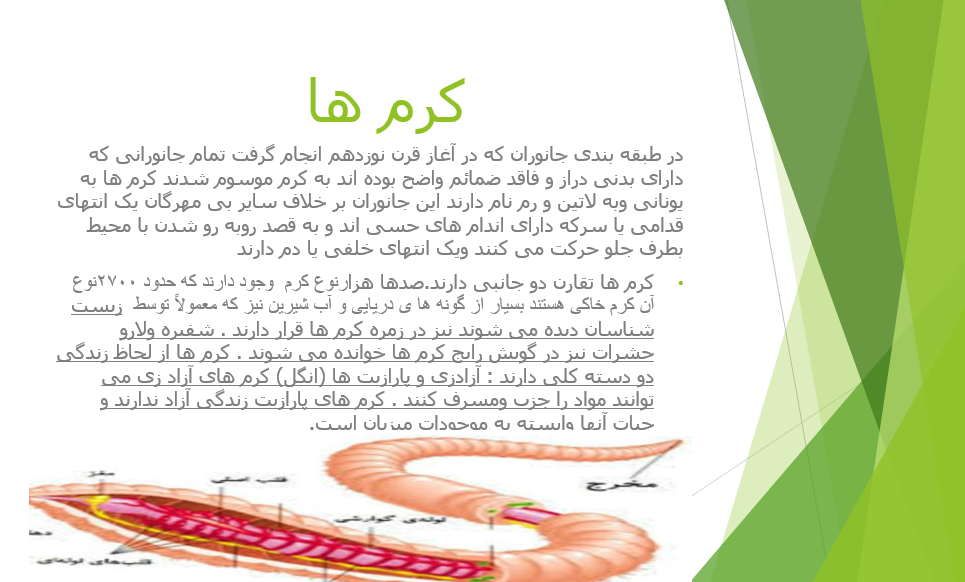 کرم ها
در طبقه بندی جانوران که در آغاز قرن نوزدهم انجام گرفت تمام جانورانی که
دارای بدنی دراز و فاقد ضمائم واضح بوده اند به کرم موسوم شدند کرم ها به
یونانی وبه لاتین و رم نام دارند این جانوران بر خلاف سایر بی مهرگان یک انتهای
قدامی یا سرکه دارای اندام های حسی اند و به قصد روبه رو شدن با محیط
بطرف جلو حرکت می کنند ویک انتهای خلفی یا دم دارند
• کرم ها تقارن دو جانبی دارند.صدها هزارنوع کرم وجود دارند که حدود ۲۷۰۰نوع
آن کرم خاکی هستند بسیار از گونه ها ی دریایی و آب شیرین نیز که معمولاً توسط زیست
شناسان دیده می شوند نیز در زمره کرم ها قرار دارند . شفیره ولارو
حشرات نیز در گویش رایج کرم ها خوانده می شوند . کرم ها از لحاظ زندگی
دو دسته کلی دارند : آزادزی و پارازیت ها (انگل) کرم های آزاد زی می
توانند مواد را جزب ومسرف کنند . کرم های پارازیت زندگی آزاد ندارند و
حیات آنها وابسته به موجودات میزبان است.
مخرج
مغز
قلب اصلی
لوله‌ی گوارشی
قلب‌های لوله‌ای